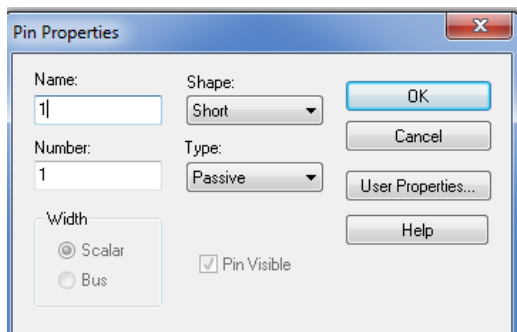 Pin Properties
Name:
1
Shape:
Short
OK
Cancel
Number:
1
Type:
Passive
User Properties...
Width
Scalar
Bus
Pin Visible
Help